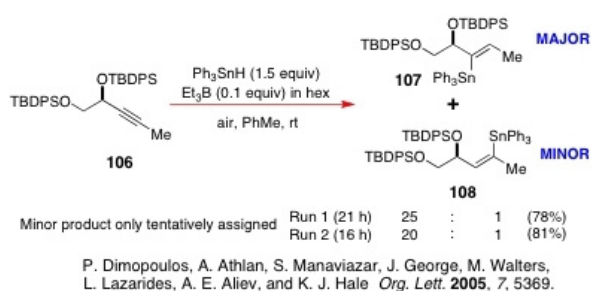 OTBDPS
TBDPSO
Me
106
Ph3SnH (1.5 equiv)
Et3B (0.1 equiv) in hex
air, PhMe, rt
OTBDPS
TBDPSO
Me
Ph3Sn
107
MAJOR
+
TBDPSO
SnPh3
TBDPSO
Me
108
MINOR
Minor product only tentatively assigned
Run 1 (21 h) 25 : 1 (78%)
Run 2 (16 h) 20 : 1 (81%)
P. Dimopoulos, A. Athlan, S. Manaviazar, J. George, M. Walters,
L. Lazarides, A. E. Aliev, and K. J. Hale Org. Lett. 2005, 7, 5369.